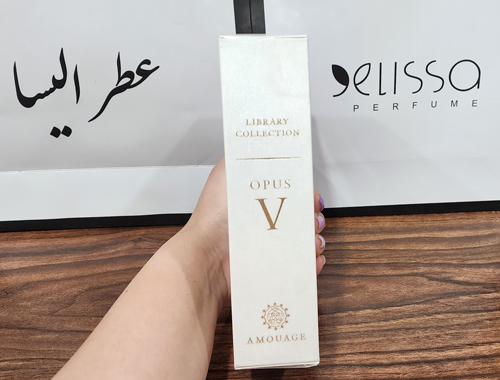 عطر اليسا
elissa
PERFUME
LIBRARY
COLLECTION
OPUS
V
AMOUAGE